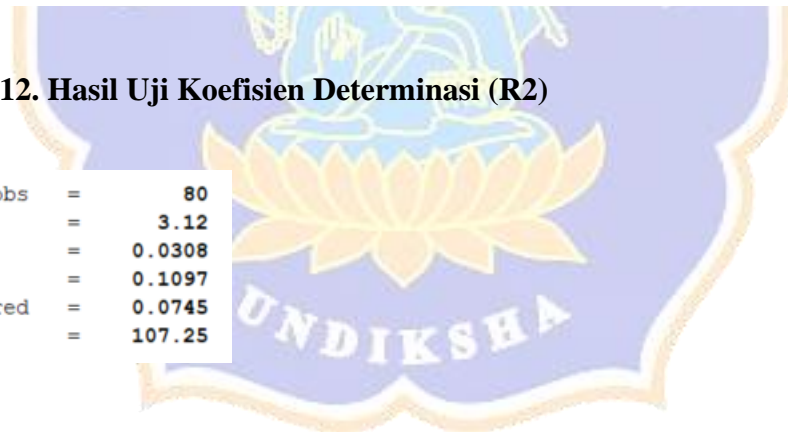 12. Hasil Uji Koefisien Determinasi (R2)
obs = 80
= 3.12
= 0.0308
= 0.1097
red = 0.0745
= 107.25
UNDIKSHA